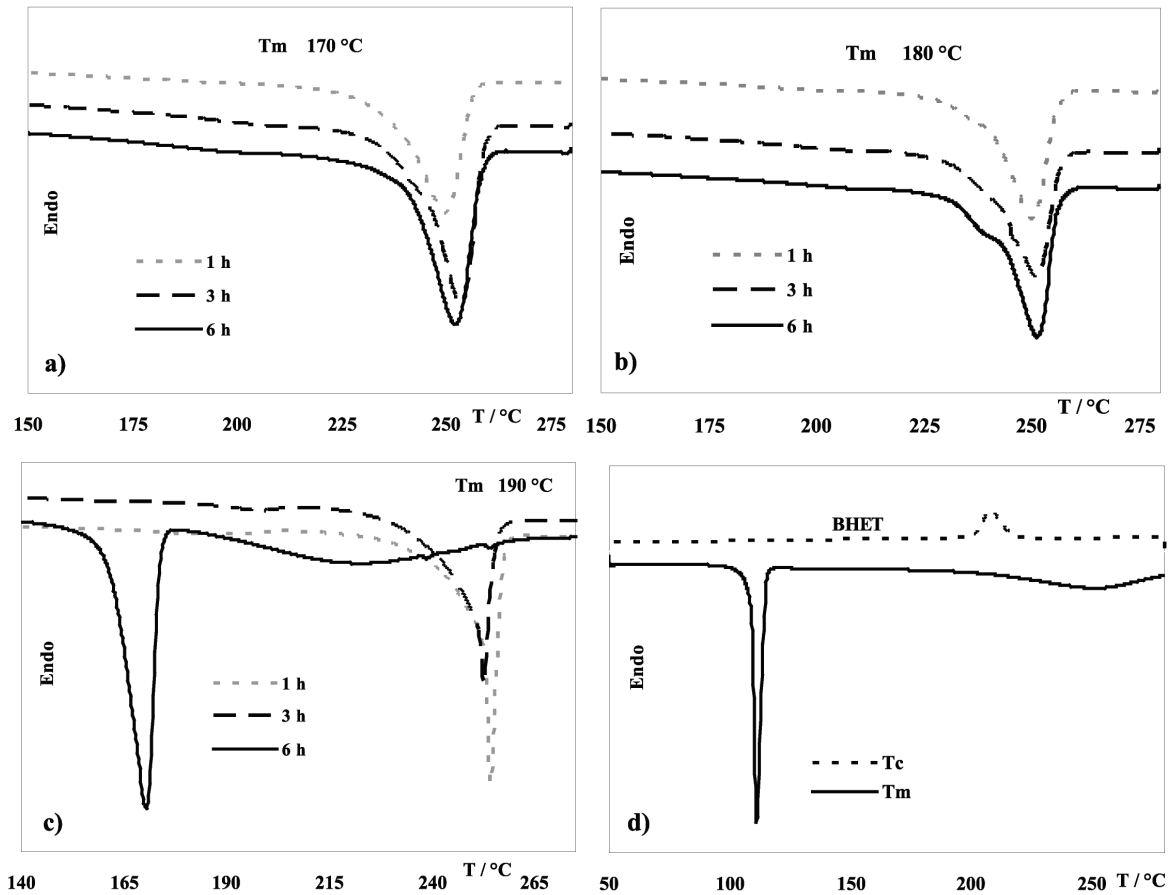 Tm 170 °C
Endo
1 h
3 h
6 h
a)
150 175 200 225 250 T / °C 275
Tm 180 °C
Endo
1 h
3 h
6 h
b)
150 175 200 225 250 T / °C 275
Tm 190 °C
Endo
1 h
3 h
6 h
c)
140 165 190 215 240 T / °C 265
BHET
Endo
Tc
Tm
d)
50 100 150 200 250 T / °C